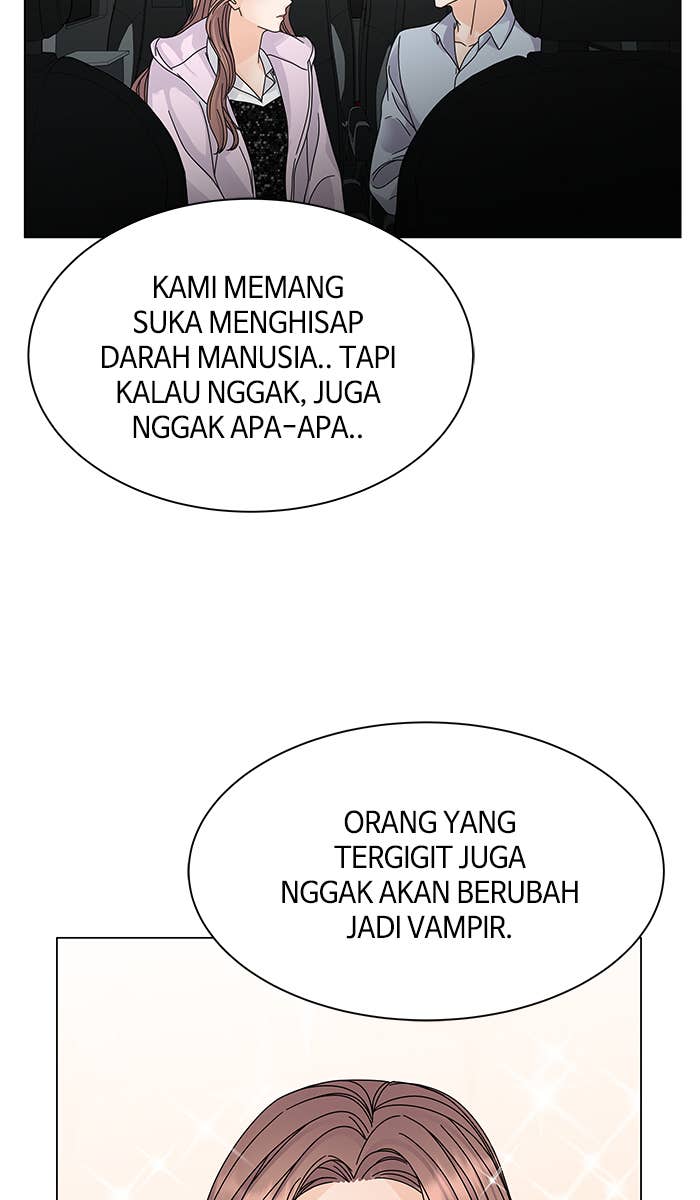 KAMI MEMANG
SUKA MENGHISAP
DARAH MANUSIA.. TAPI
KALAU NGGAK, JUGA
NGGAK APA-APA..
ORANG YANG
TERGIGIT JUGA
NGGAK AKAN BERUBAH
JADI VAMPIR.